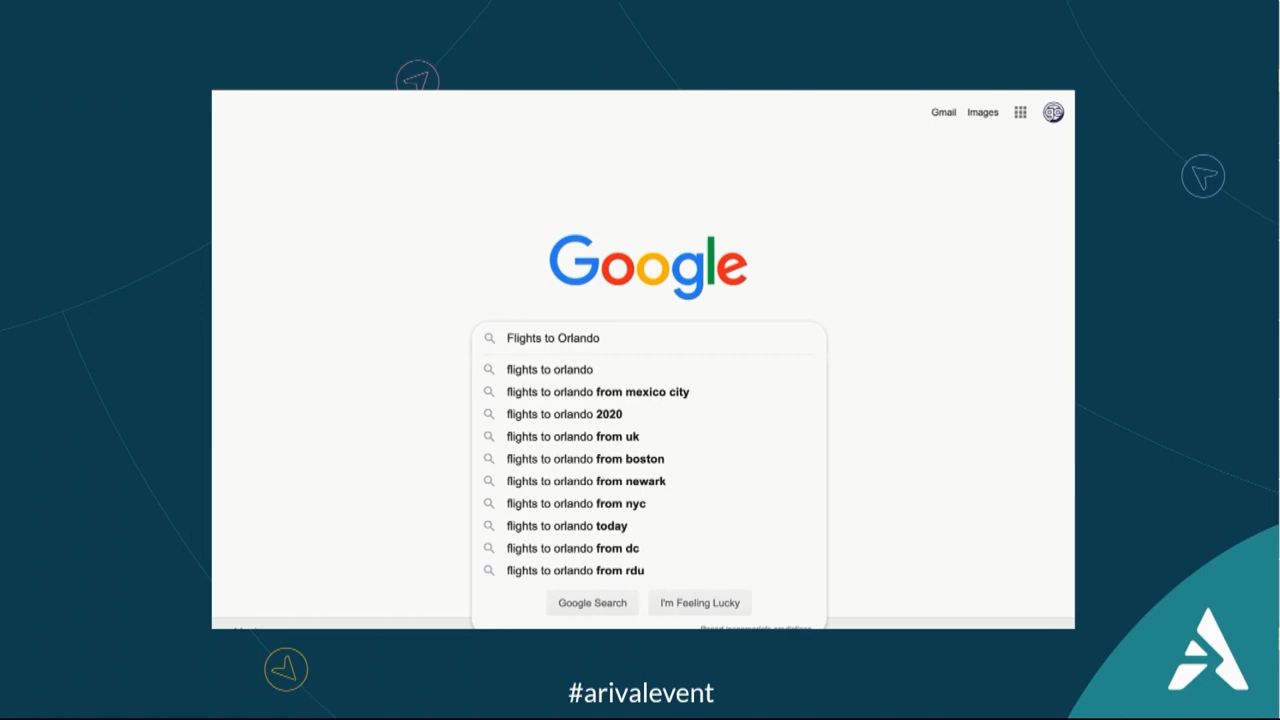 Gmail Images
Google
Flights to Orlando
flights to orlando
flights to orlando from mexico city
flights to orlando 2020
flights to orlando from uk
flights to orlando from boston
flights to orlando from newark
flights to orlando from nyc
flights to orlando today
flights to orlando from dc
flights to orlando from rdu
Google Search
I'm Feeling Lucky
#arivalevent